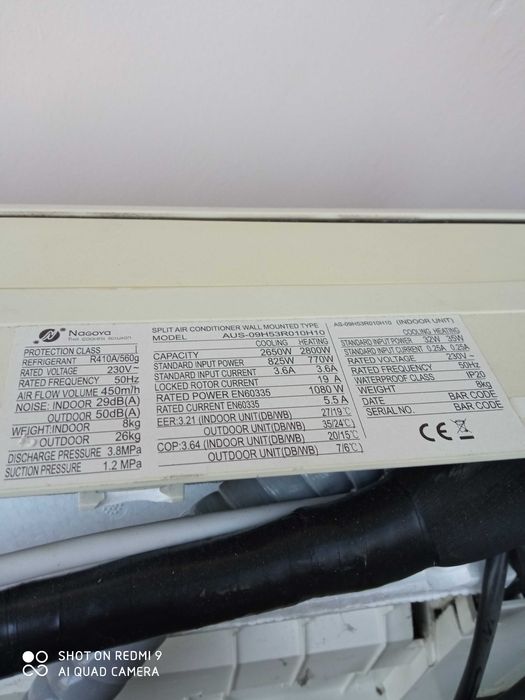 Nagoya
PROTECTION CLASS I
REFRIGERANT R410A/560g
RATED VOLTAGE 230V~
RATED FREQUENCY 50Hz
AIR FLOW VOLUME 450m/h
NOISE: INDOOR 29dB(A)
OUTDOOR 50dB(A)
WFIGHT:INDOOR 8kg
OUTDOOR 26kg
DISCHARGE PRESSURE 3.8MPa
SUCTION PRESSURE 1.2 MPa
SPLIT AIR CONDITIONER WALL MOUNTED TYPE
MODEL AUS-09H53R010H10
COOLING HEATING
CAPACITY 2650W 2800W
STANDARD INPUT POWER 825W 770W
STANDARD INPUT CURRENT 3.6A 3.6A
LOCKED ROTOR CURRENT 19 A
RATED POWER EN60335 1080 W
RATED CURRENT EN60335 5.5 A
EER: 3.21 (INDOOR UNIT(DB/WB) 27/19℃)
OUTDOOR UNIT(DB/WB) 35/24℃)
COP:3.64 (INDOOR UNIT(DB/WB) 20/15℃)
OUTDOOR UNIT(DB/WB) 7/6℃)
AS-09H53R010H10 (INDOOR UNIT)
COOLING HEATING
STANDARD INPUT POWER 32W 35W
STANDARD INPUT CURRENT 0.25A 0.25A
RATED VOLTAGE 230V~
RATED FREQUENCY 50Hz
WATERPROOF CLASS IP20
WEIGHT 8kg
DATE BAR CODE
SERIAL NO. BAR CODE
CE
SHOT ON REDMI 9
AI QUAD CAMERA